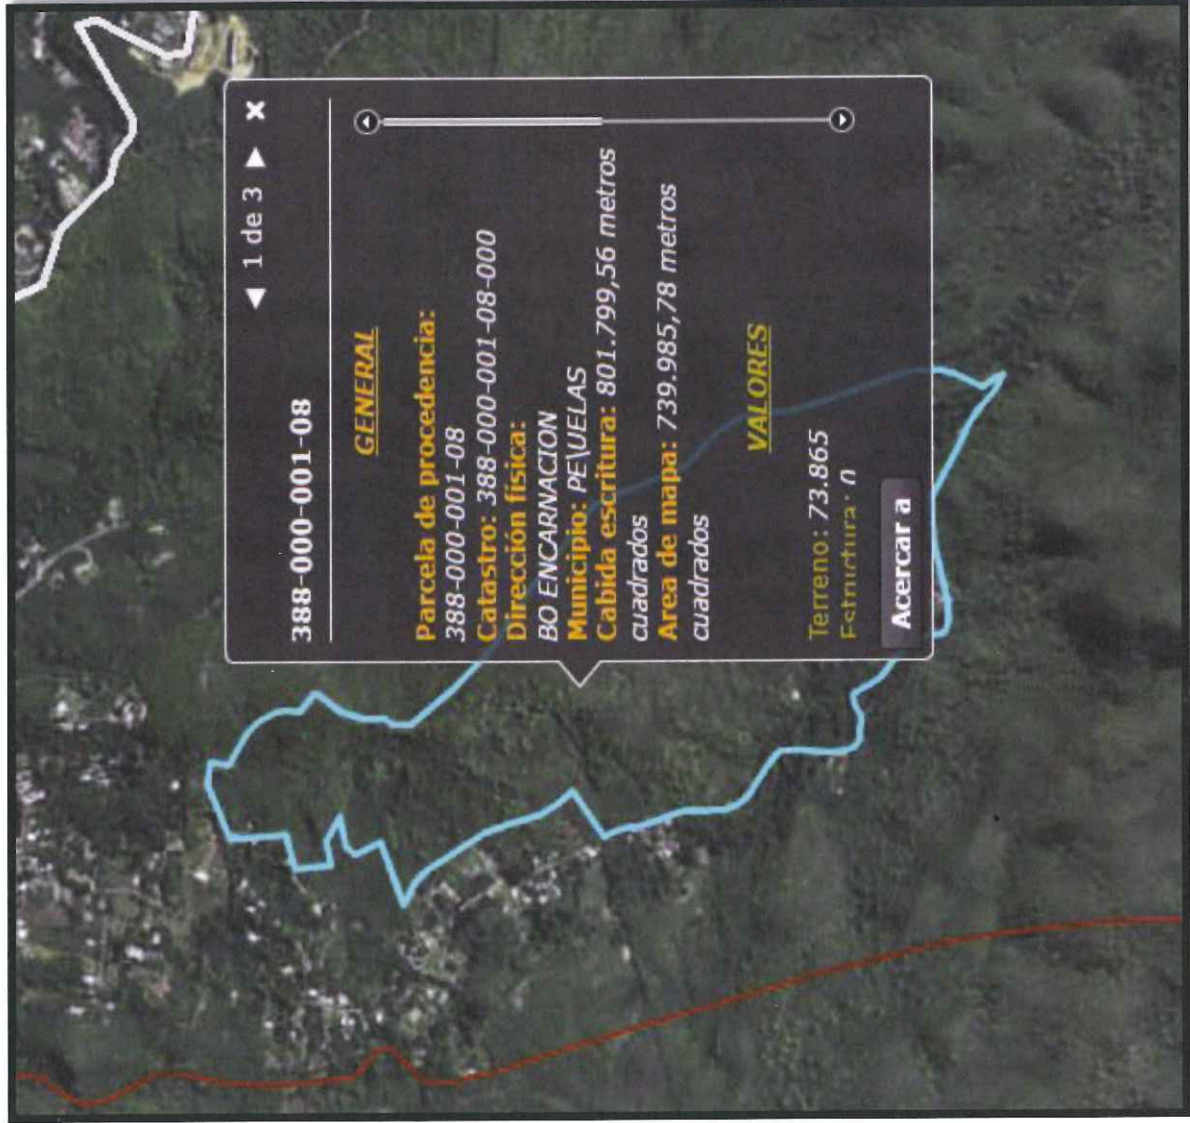 1 de 3
388-000-001-08
GENERAL
Parcela de procedencia:
388-000-001-08
Catastro: 388-000-001-08-000
Dirección física:
BO ENCARNACION
Municipio: PE\UELAS
Cabida escritura: 801.799,56 metros
cuadrados
Area de mapa: 739.985,78 metros
cuadrados
VALORES
Terreno: 73.865
Estructura: 0
Acercar a